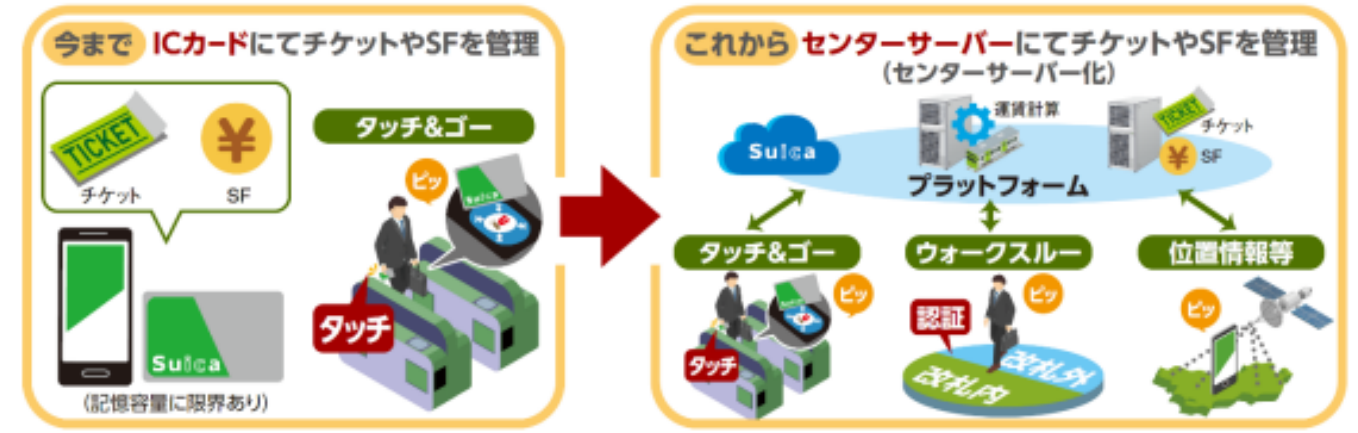 今まで ICカードにてチケットやSFを管理
TICKET
¥
チケット
SF
Suica
(記憶容量に限界あり)
タッチ&ゴー
ピッ
Suica
タッチ
これから センターサーバーにてチケットやSFを管理
(センターサーバー化)
Suica
運賃計算
プラットフォーム
TICKET
チケット
¥
SF
タッチ&ゴー
ピッ
Suica
タッチ
ウォークスルー
ピッ
認証
改札外
改札内
位置情報等
ピッ